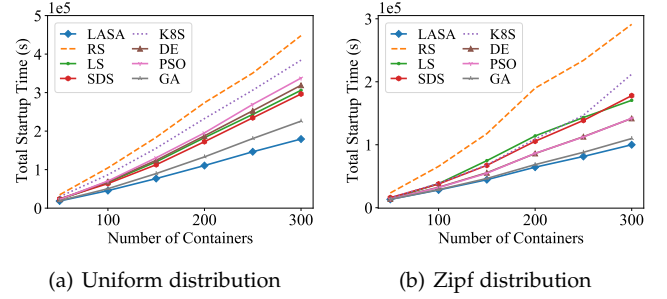 1e5
5
4
3
2
1
0
Total Startup Time (s)
LASA
RS
LS
SDS
K8S
DE
PSO
GA
100
200
300
Number of Containers
(a) Uniform distribution
1e5
3
2
1
0
Total Startup Time (s)
LASA
RS
LS
SDS
K8S
DE
PSO
GA
100
200
300
Number of Containers
(b) Zipf distribution